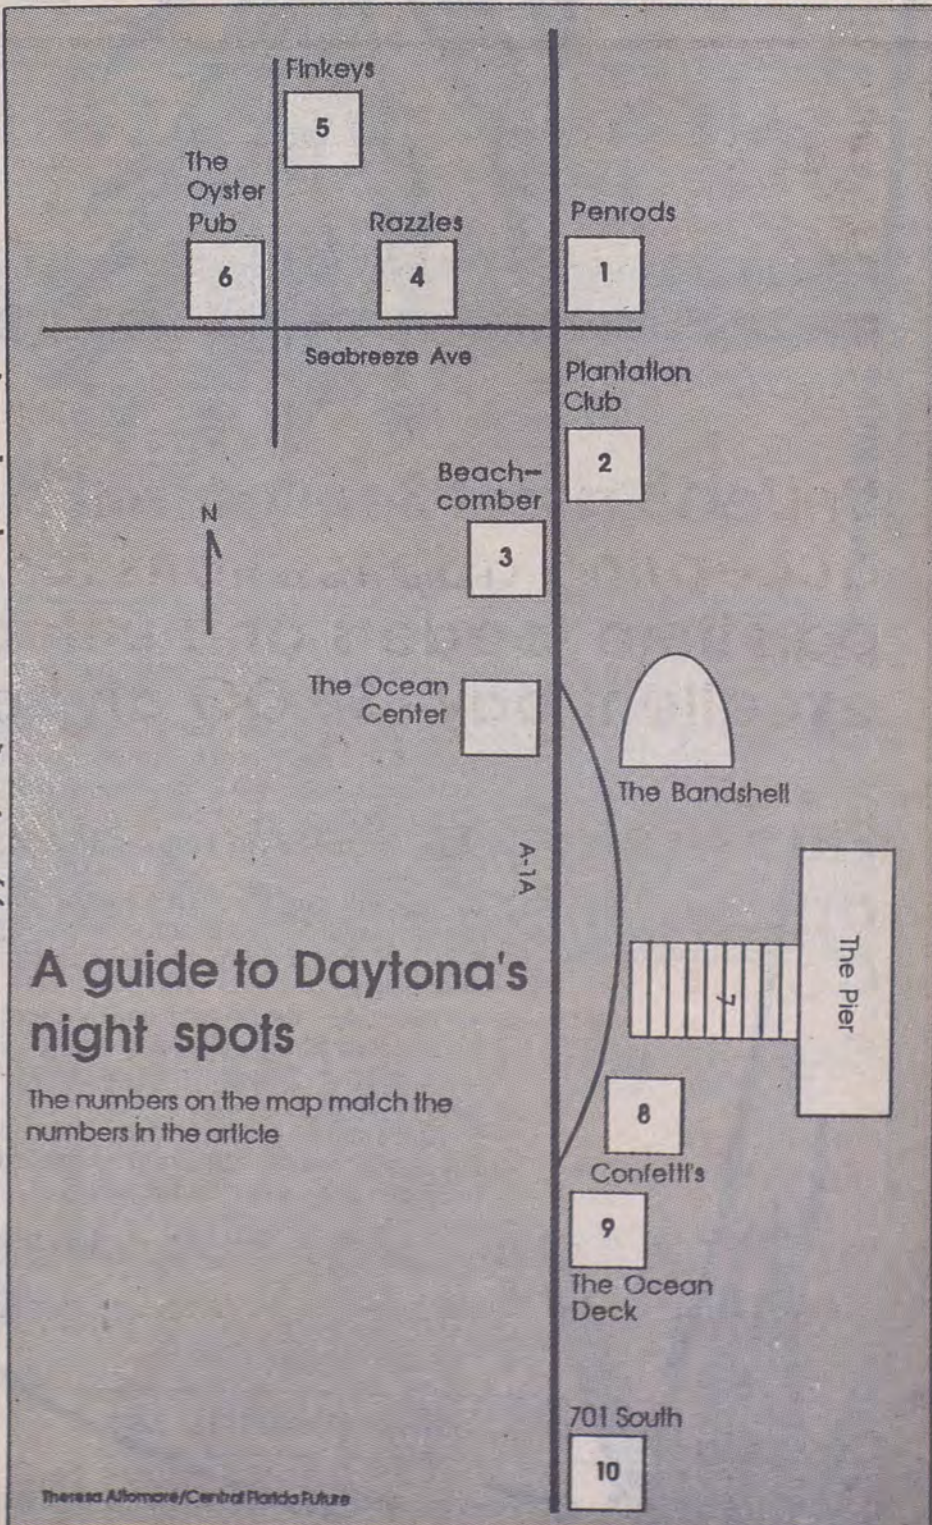 Finkeys
5
The
Oyster
Pub
6
Razzles
4
Penrods
1
Seabreeze Ave
Plantation
Club
2
Beach-
comber
3
N
The Ocean
Center
The Bandshell
A-1A
The Pier
7
A guide to Daytona's
night spots
The numbers on the map match the
numbers in the article
8
Confetti's
9
The Ocean
Deck
701 South
10
Theresa /Central Florida Future